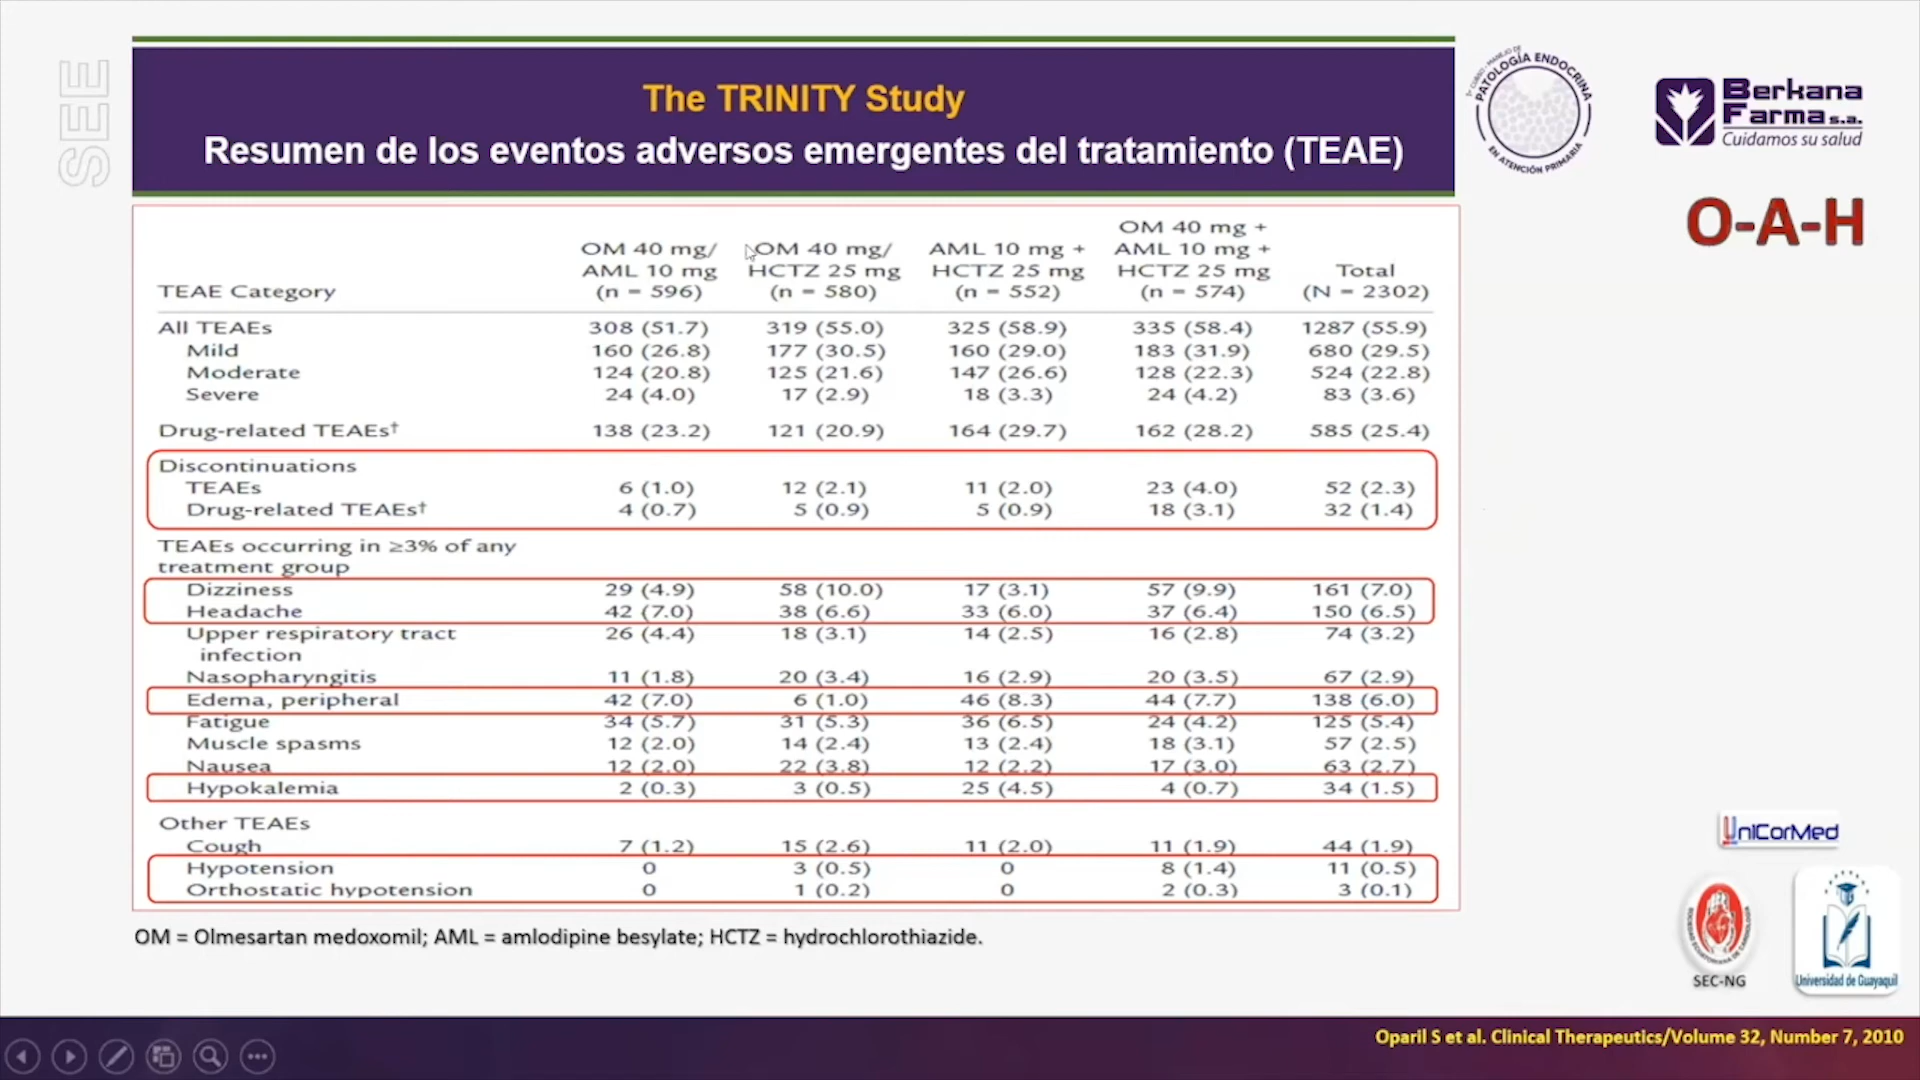 SEE
The TRINITY Study
Resumen de los eventos adversos emergentes del tratamiento (TEAE)
1er CURSO - MANEJO DE
PATOLOGÍA ENDOCRINA
EN ATENCIÓN PRIMARIA
Berkana
Farma s.a.
Cuidamos su salud
O-A-H
TEAE Category OM 40 mg/ AML 10 mg (n = 596) OM 40 mg/ HCTZ 25 mg (n = 580) AML 10 mg + HCTZ 25 mg (n = 552) OM 40 mg + AML 10 mg + HCTZ 25 mg (n = 574) Total (N = 2302)
All TEAEs 308 (51.7) 319 (55.0) 325 (58.9) 335 (58.4) 1287 (55.9)
Mild 160 (26.8) 177 (30.5) 160 (29.0) 183 (31.9) 680 (29.5)
Moderate 124 (20.8) 125 (21.6) 147 (26.6) 128 (22.3) 524 (22.8)
Severe 24 (4.0) 17 (2.9) 18 (3.3) 24 (4.2) 83 (3.6)
Drug-related TEAEs† 138 (23.2) 121 (20.9) 164 (29.7) 162 (28.2) 585 (25.4)
Discontinuations
TEAEs 6 (1.0) 12 (2.1) 11 (2.0) 23 (4.0) 52 (2.3)
Drug-related TEAEs† 4 (0.7) 5 (0.9) 5 (0.9) 18 (3.1) 32 (1.4)
TEAEs occurring in ≥3% of any
treatment group
Dizziness 29 (4.9) 58 (10.0) 17 (3.1) 57 (9.9) 161 (7.0)
Headache 42 (7.0) 38 (6.6) 33 (6.0) 37 (6.4) 150 (6.5)
Upper respiratory tract 26 (4.4) 18 (3.1) 14 (2.5) 16 (2.8) 74 (3.2)
infection
Nasopharyngitis 11 (1.8) 20 (3.4) 16 (2.9) 20 (3.5) 67 (2.9)
Edema, peripheral 42 (7.0) 6 (1.0) 46 (8.3) 44 (7.7) 138 (6.0)
Fatigue 34 (5.7) 31 (5.3) 36 (6.5) 24 (4.2) 125 (5.4)
Muscle spasms 12 (2.0) 14 (2.4) 13 (2.4) 18 (3.1) 57 (2.5)
Nausea 12 (2.0) 22 (3.8) 12 (2.2) 17 (3.0) 63 (2.7)
Hypokalemia 2 (0.3) 3 (0.5) 25 (4.5) 4 (0.7) 34 (1.5)
Other TEAEs
Cough 7 (1.2) 15 (2.6) 11 (2.0) 11 (1.9) 44 (1.9)
Hypotension 0 3 (0.5) 0 8 (1.4) 11 (0.5)
Orthostatic hypotension 0 1 (0.2) 0 2 (0.3) 3 (0.1)
OM = Olmesartan medoxomil; AML = amlodipine besylate; HCTZ = hydrochlorothiazide.
UniCorMed
SOCIEDAD ECUATORIANA DE CARDIOLOGIA
SEC-NG
Universidad de Guayaquil
Oparil S et al. Clinical Therapeutics/Volume 32, Number 7, 2010